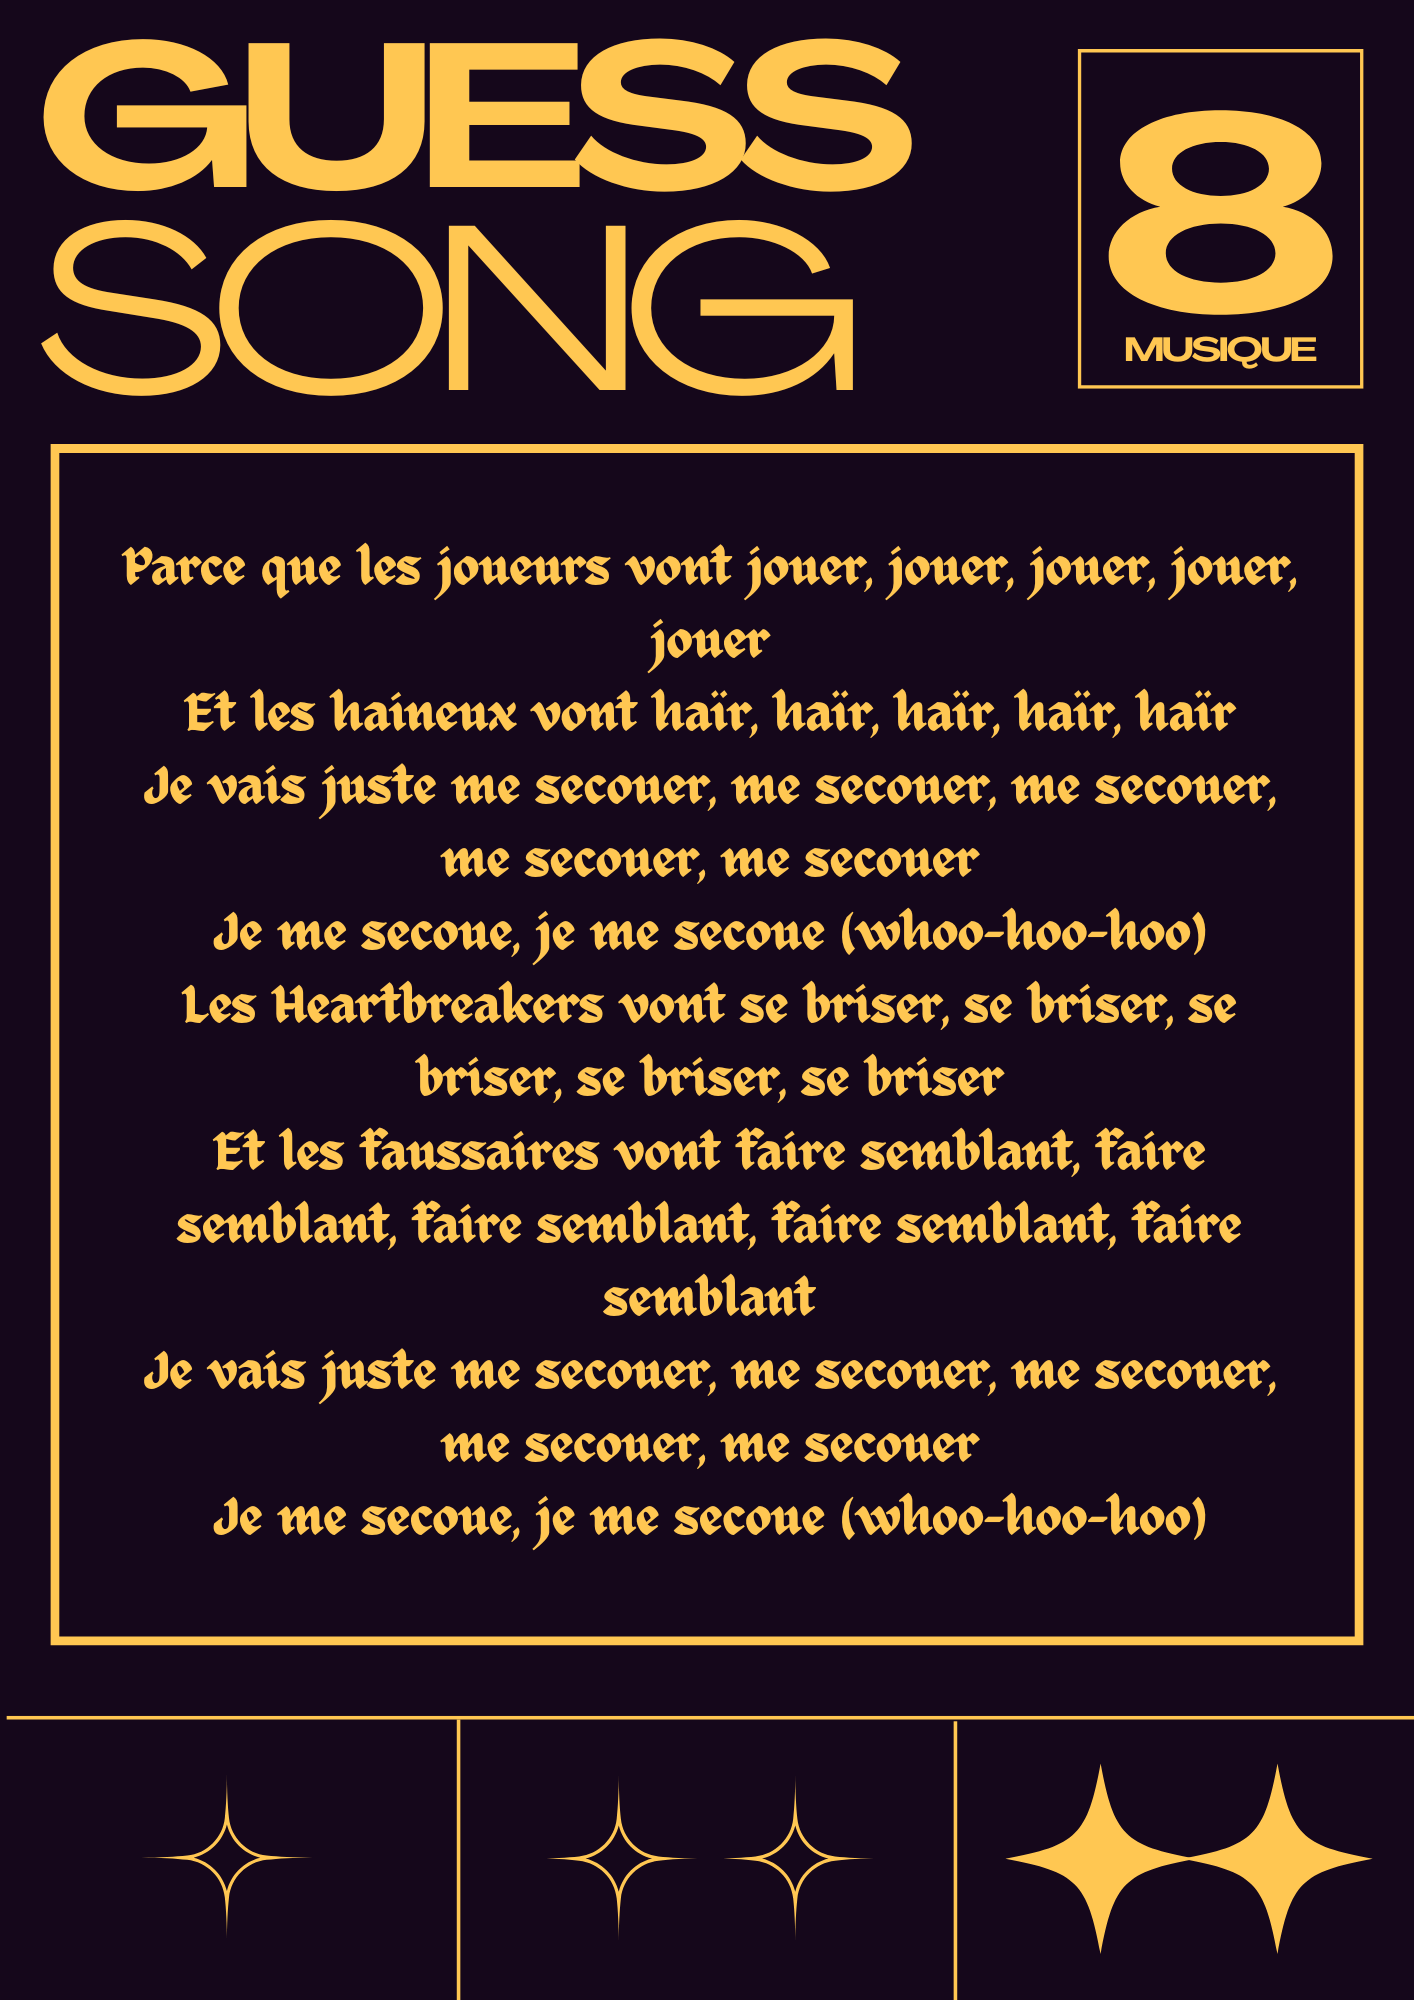 GUESS
SONG
8
MUSIQUE
Parce que les joueurs vont jouer, jouer, jouer, jouer,
jouer
Et les haineux vont haïr, haïr, haïr, haïr, haïr
Je vais juste me secouer, me secouer, me secouer,
me secouer, me secouer
Je me secoue, je me secoue (whoo-hoo-hoo)
Les Heartbreakers vont se briser, se briser, se
briser, se briser, se briser
Et les faussaires vont faire semblant, faire
semblant, faire semblant, faire semblant, faire
semblant
Je vais juste me secouer, me secouer, me secouer,
me secouer, me secouer
Je me secoue, je me secoue (whoo-hoo-hoo)